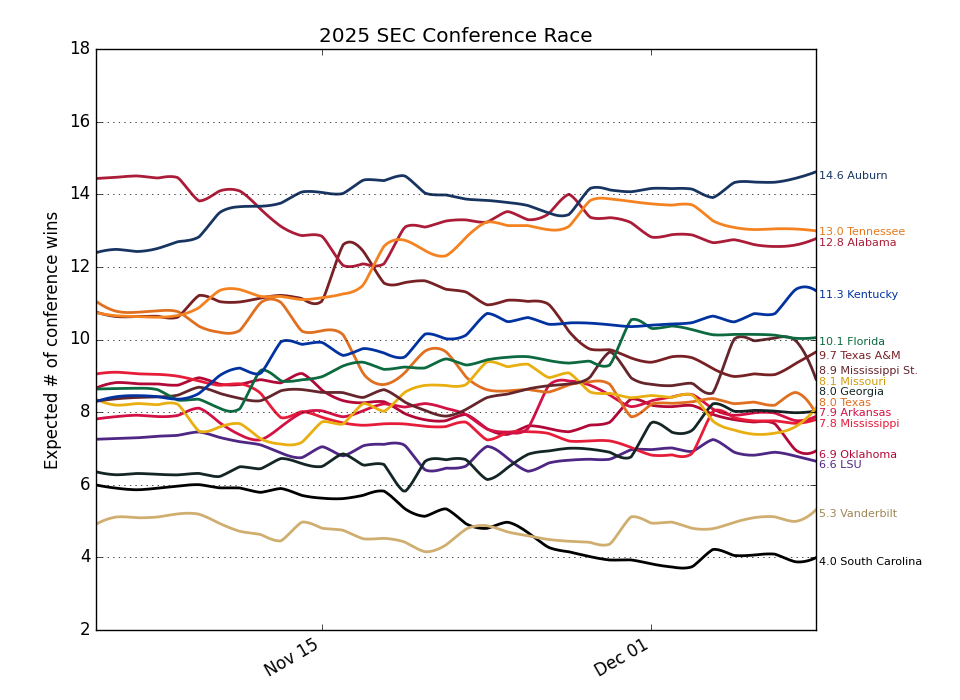 2025 SEC Conference Race
Expected # of conference wins
18
16
14
12
10
8
6
4
2
Nov 15
Dec 01
14.6 Auburn
13.0 Tennessee
12.8 Alabama
11.3 Kentucky
10.1 Florida
9.7 Texas A&M
8.9 Mississippi St.
8.1 Missouri
8.0 Georgia
8.0 Texas
7.9 Arkansas
7.8 Mississippi
6.9 Oklahoma
6.6 LSU
5.3 Vanderbilt
4.0 South Carolina